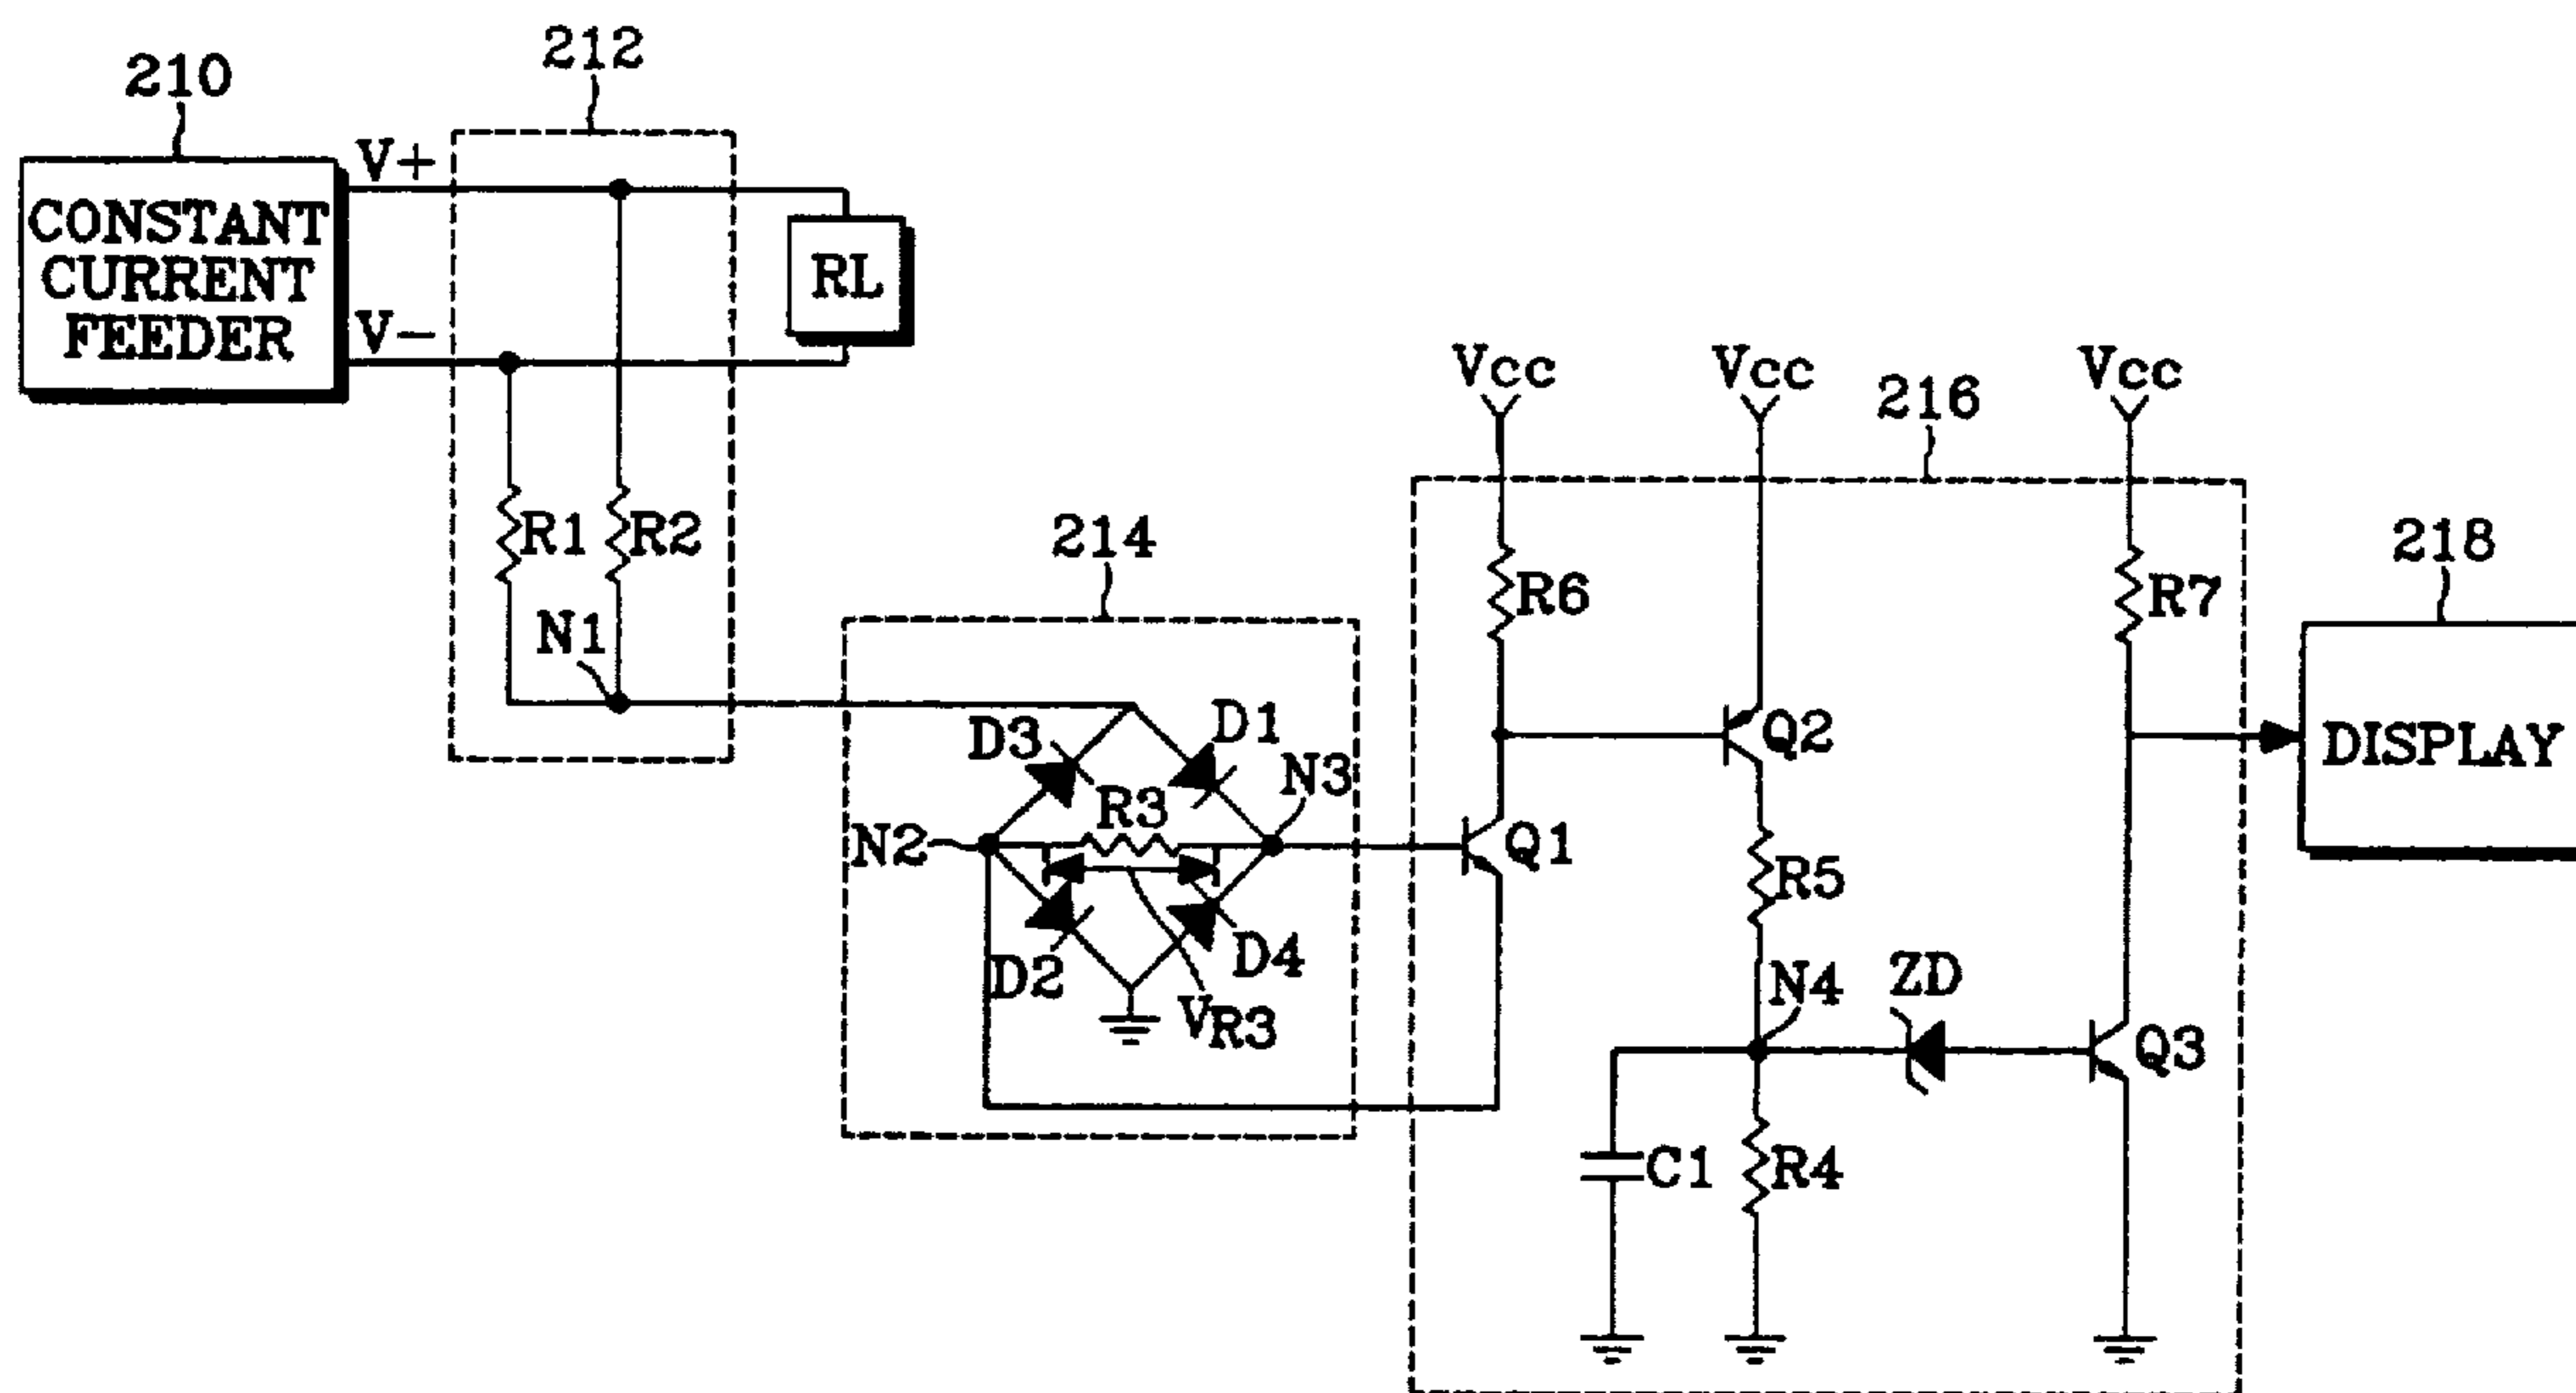 210
212
V+
CONSTANT
CURRENT
FEEDER
V-
RL
R1
R2
N1
214
D3
D1
N3
R3
N2
D2
D4
VR3
Vcc
Vcc
Vcc
216
R6
R7
Q2
Q1
R5
N4
ZD
Q3
C1
R4
218
DISPLAY